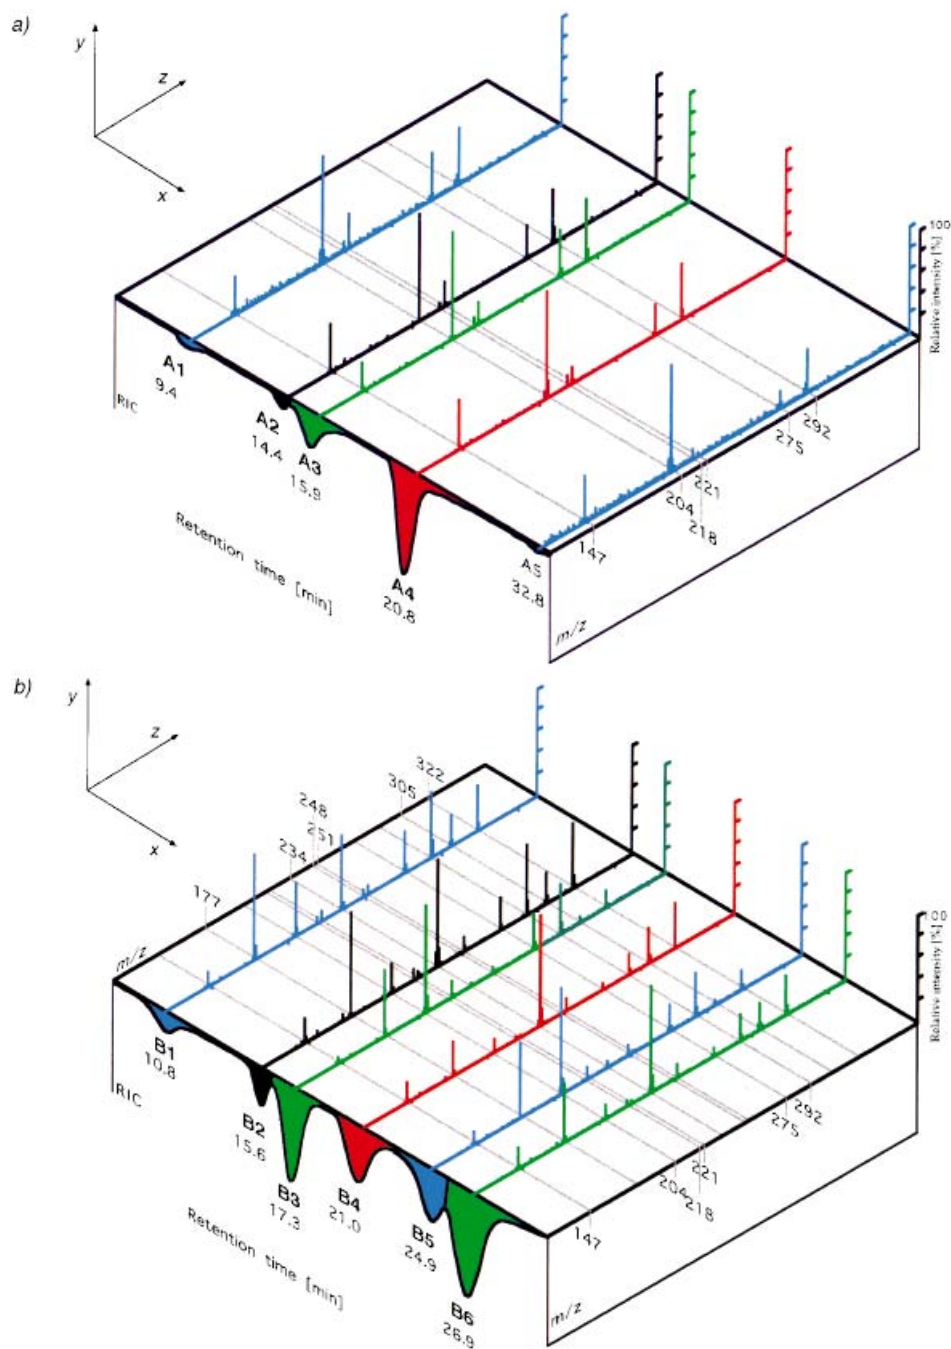 a)
y
z
x
100
Relative intensity [%]
A1
9.4
RIC
A2
14.4
A3
15.9
A4
20.8
A5
32.8
Retention time [min]
147
204
218
221
275
292
m/z
b)
y
z
x
322
305
248
251
234
177
m/z
00
Relative intensity [%]
B1
10.8
RIC
B2
15.6
B3
17.3
B4
21.0
B5
24.9
B6
26.9
Retention time [min]
147
204
218
221
275
292
m/z